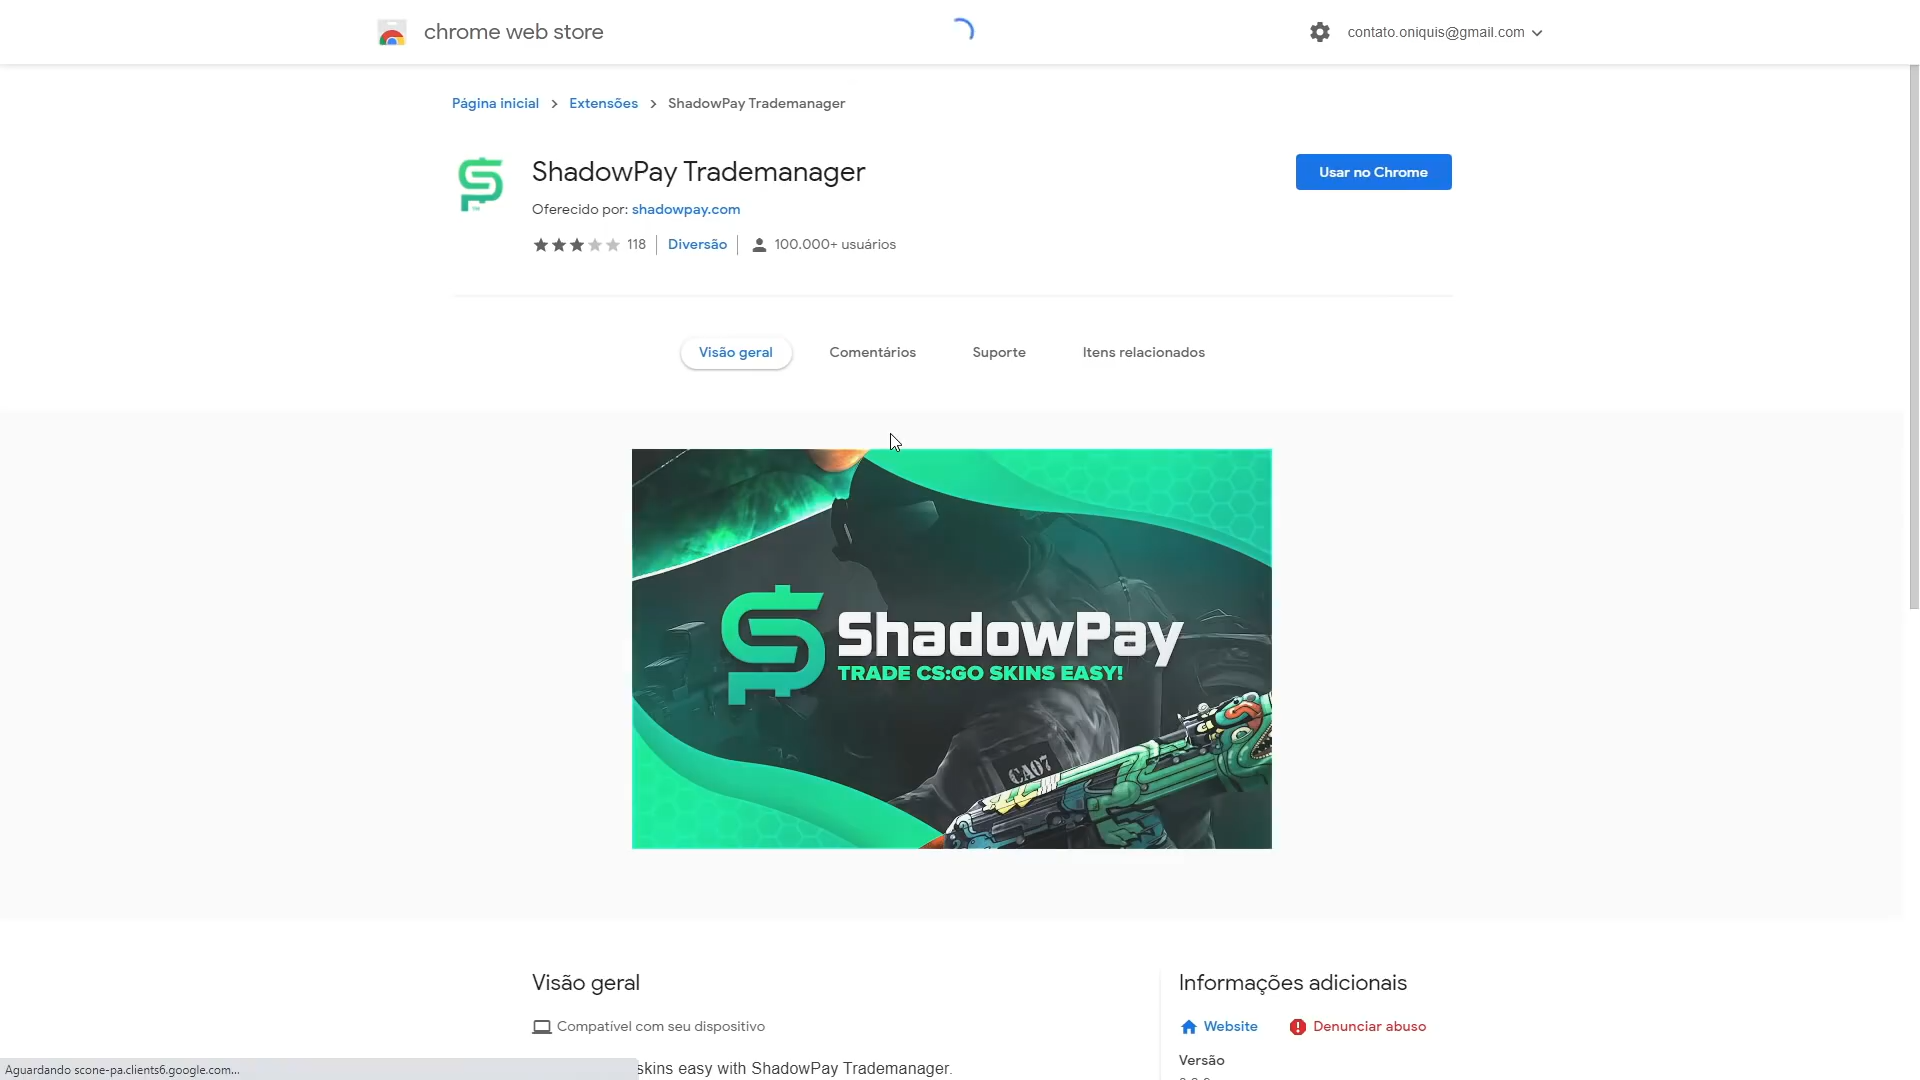 chrome web store
contato.oniquis@gmail.com
Página inicial > Extensões > ShadowPay Trademanager
ShadowPay Trademanager
Usar no Chrome
Oferecido por: shadowpay.com
118 Diversão 100.000+ usuários
Visão geral Comentários Suporte Itens relacionados
ShadowPay
TRADE CS:GO SKINS EASY!
CA07
Visão geral
Informações adicionais
Compatível com seu dispositivo
Website Denunciar abuso
Versão
skins easy with ShadowPay Trademanager.
Aguardando scone-pa.clients6.google.com...